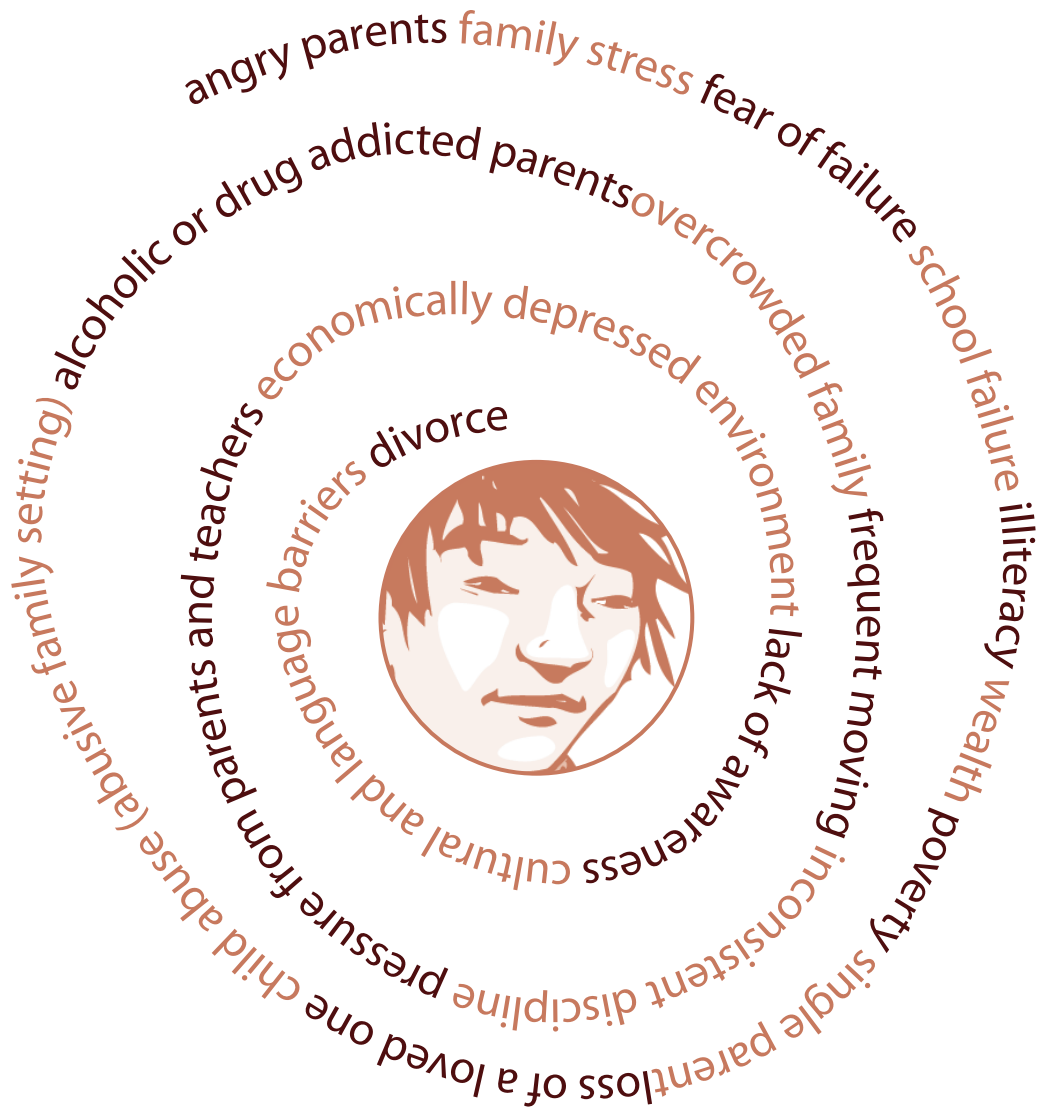 angry parents family stress fear of failure school failure illiteracy wealth poverty single parent loss of a loved one child abuse (abusive family setting) alcoholic or drug addicted parents overcrowded family frequent moving inconsistent discipline pressure from parents and teachers economically depressed environment lack of awareness cultural and language barriers divorce